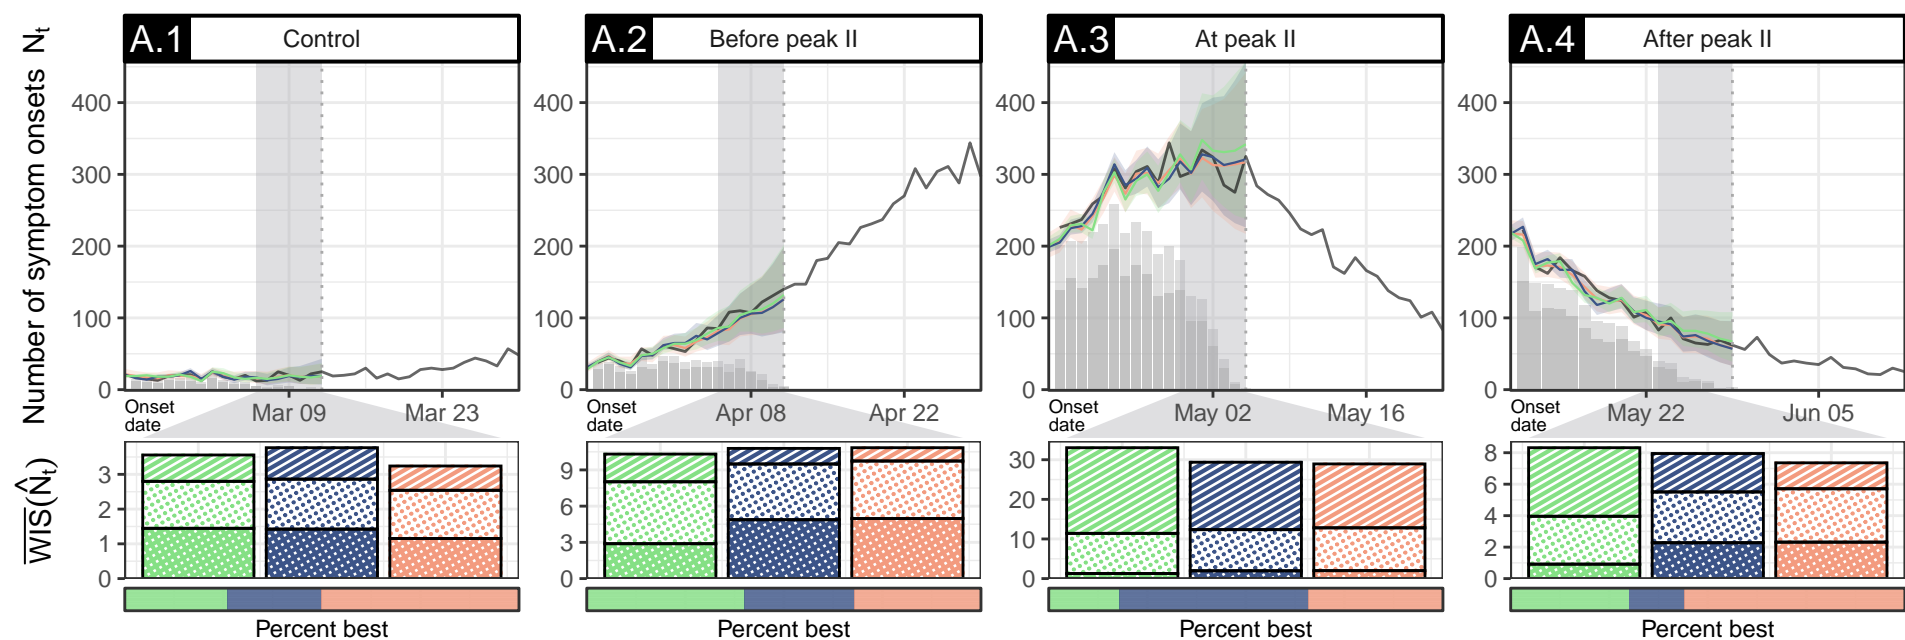 A.1 Control
A.2 Before peak II
A.3 At peak II
A.4 After peak II
Number of symptom onsets Nₜ
400
300
200
100
0
400
300
200
100
0
400
300
200
100
0
400
300
200
100
0
Onset
date
Mar 09
Mar 23
Onset
date
Apr 08
Apr 22
Onset
date
May 02
May 16
Onset
date
May 22
Jun 05
W̅I̅S̅(N̂ₜ)
3
2
1
0
9
6
3
0
30
20
10
0
8
6
4
2
0
Percent best
Percent best
Percent best
Percent best